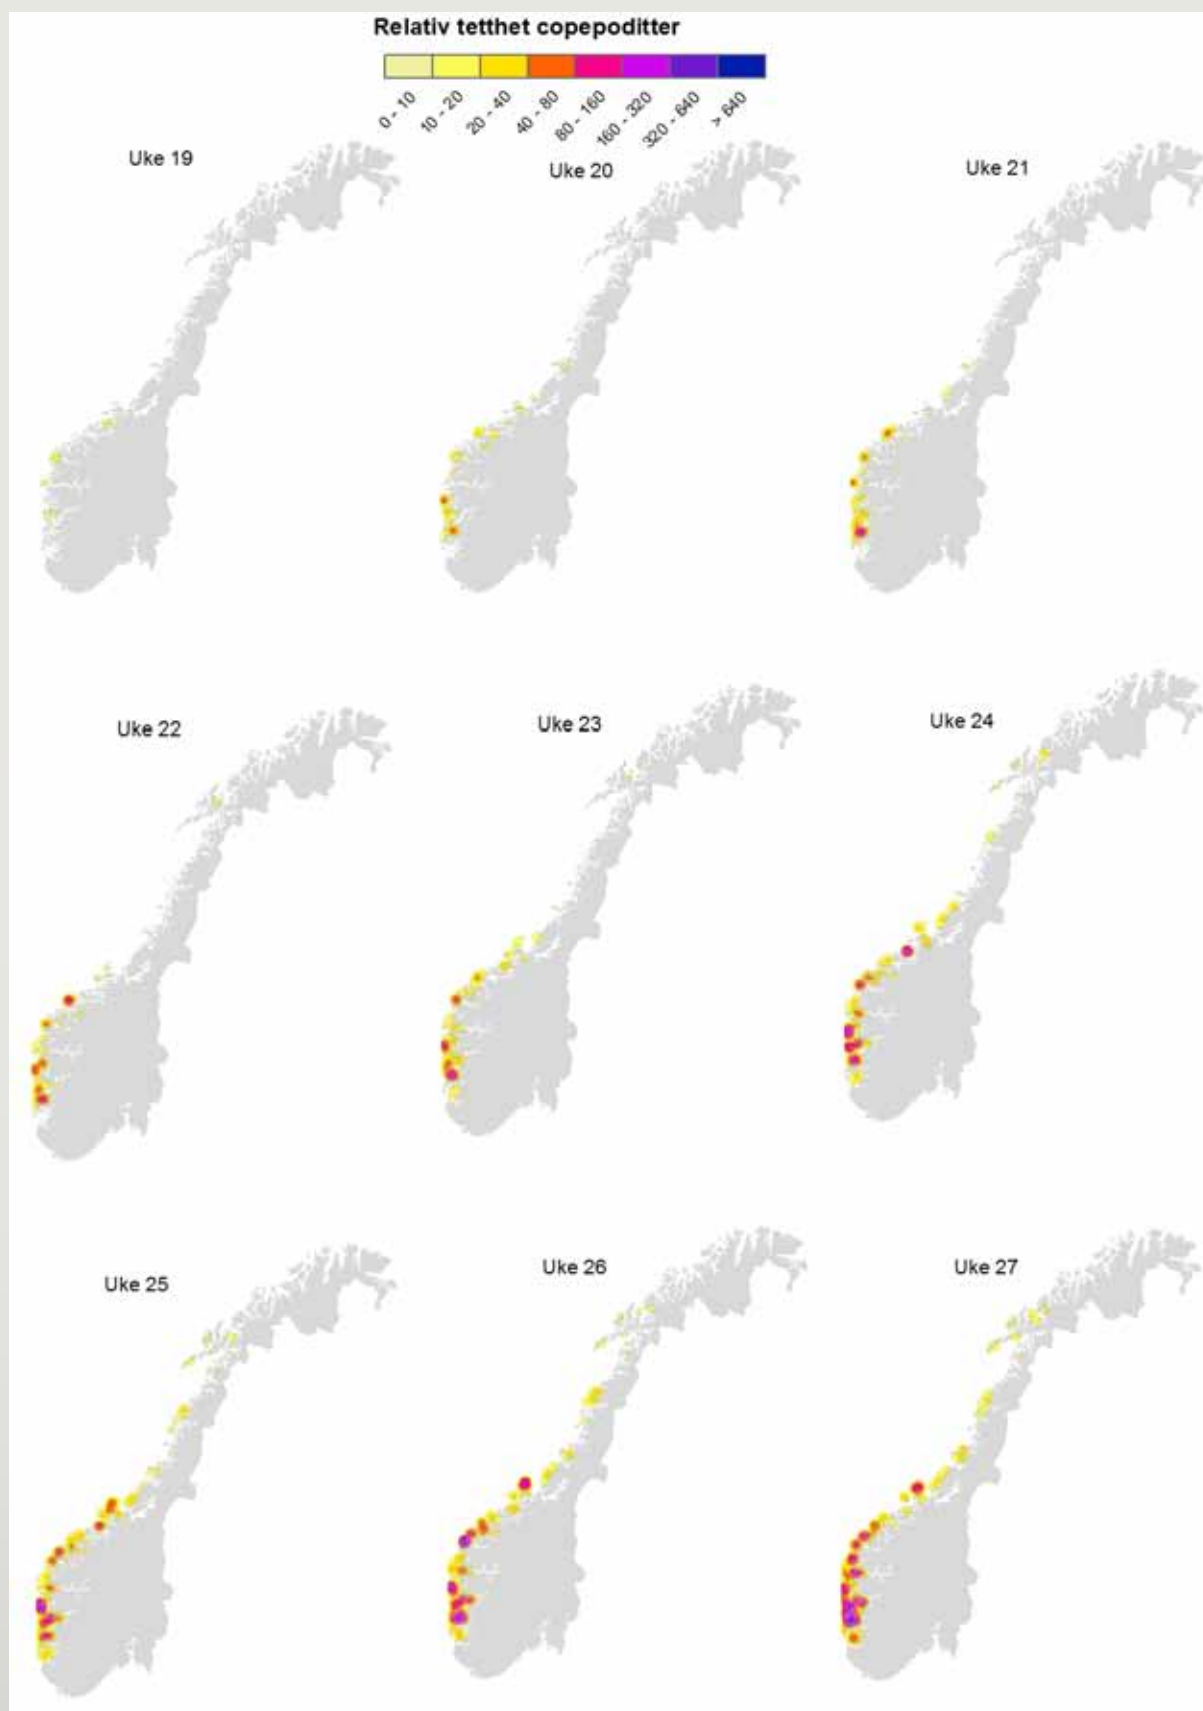 Relativ tetthet copepoditter
0 - 10
10 - 20
20 - 40
40 - 80
80 - 160
160 - 320
320 - 640
> 640
Uke 19
Uke 20
Uke 21
Uke 22
Uke 23
Uke 24
Uke 25
Uke 26
Uke 27